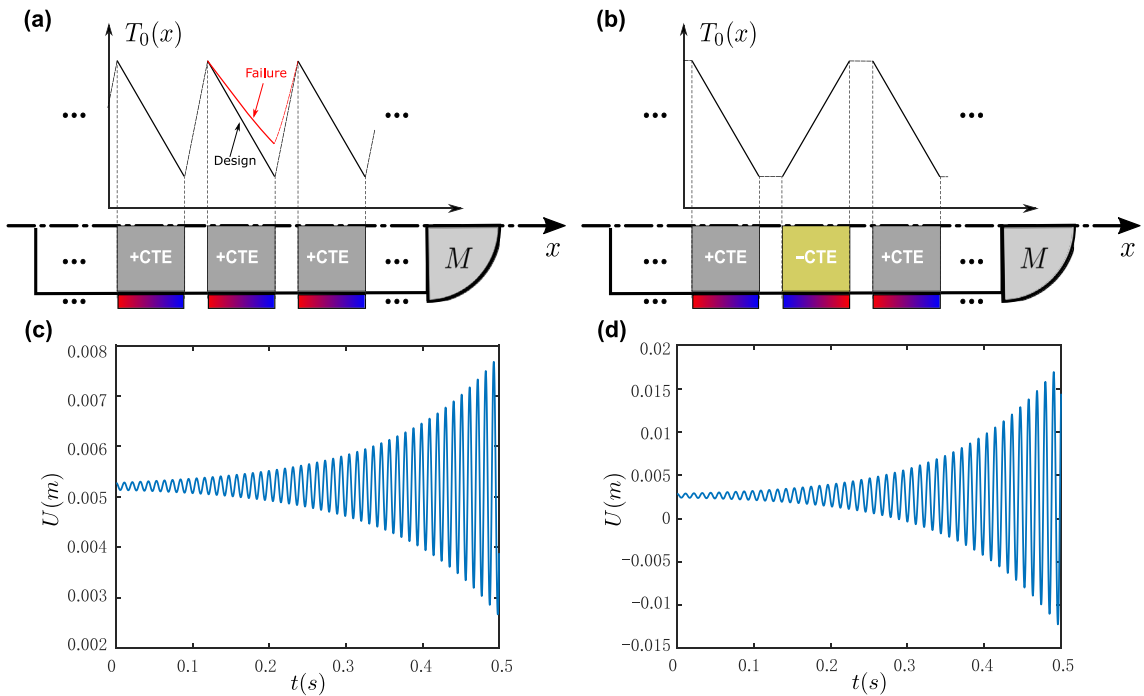 (a)
T₀(x)
Failure
Design
...
...
+CTE
+CTE
+CTE
...
...
...
M
x
(b)
T₀(x)
...
...
+CTE
−CTE
+CTE
...
...
...
M
x
(c)
0.008
0.007
0.006
0.005
0.004
0.003
0.002
U(m)
0
0.1
0.2
0.3
0.4
0.5
t(s)
(d)
0.02
0.015
0.01
0.005
0
−0.005
−0.01
−0.015
U(m)
0
0.1
0.2
0.3
0.4
0.5
t(s)